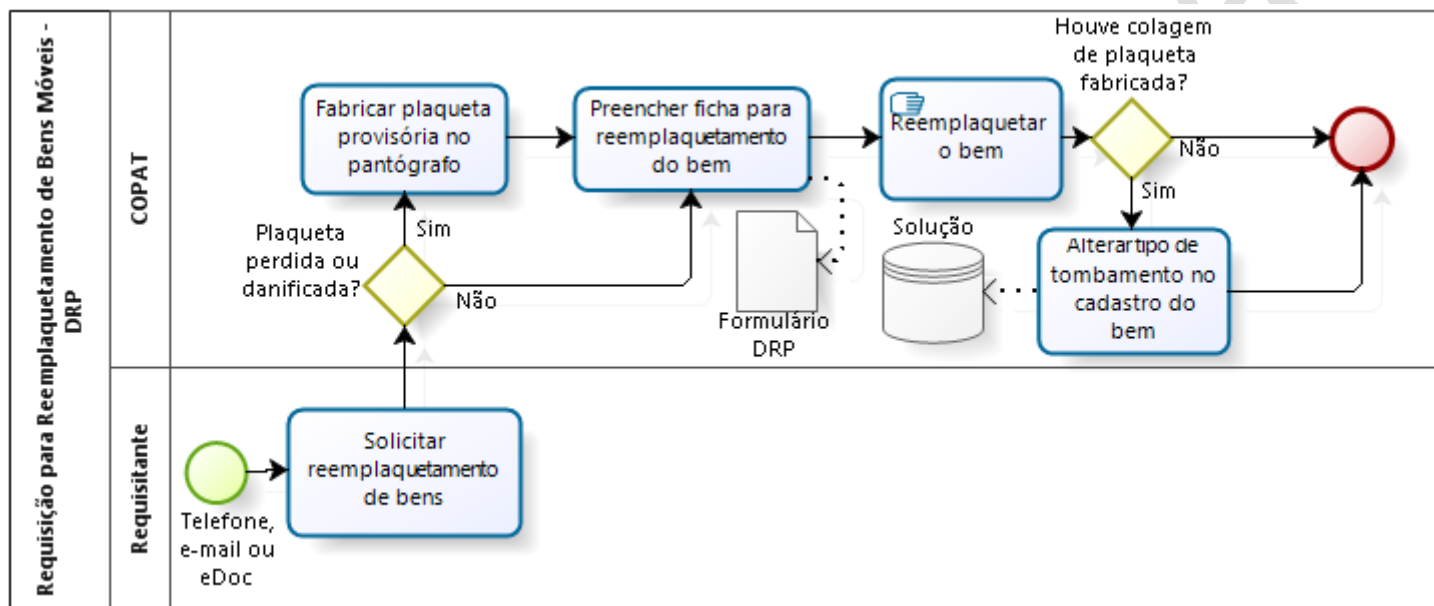 Requisição para Reemplaquetamento de Bens Móveis -
DRP
COPAT
Requisitante
Houve colagem
de plaqueta
fabricada?
Fabricar plaqueta
provisória no
pantógrafo
Preencher ficha para
reemplaquetamento
do bem
Reemplaquetar
o bem
Não
Sim
Sim
Plaqueta
perdida ou
danificada?
Não
Formulário
DRP
Solução
Alterartipo de
tombamento no
cadastro do
bem
Solicitar
reemplaquetamento
de bens
Telefone,
e-mail ou
eDoc